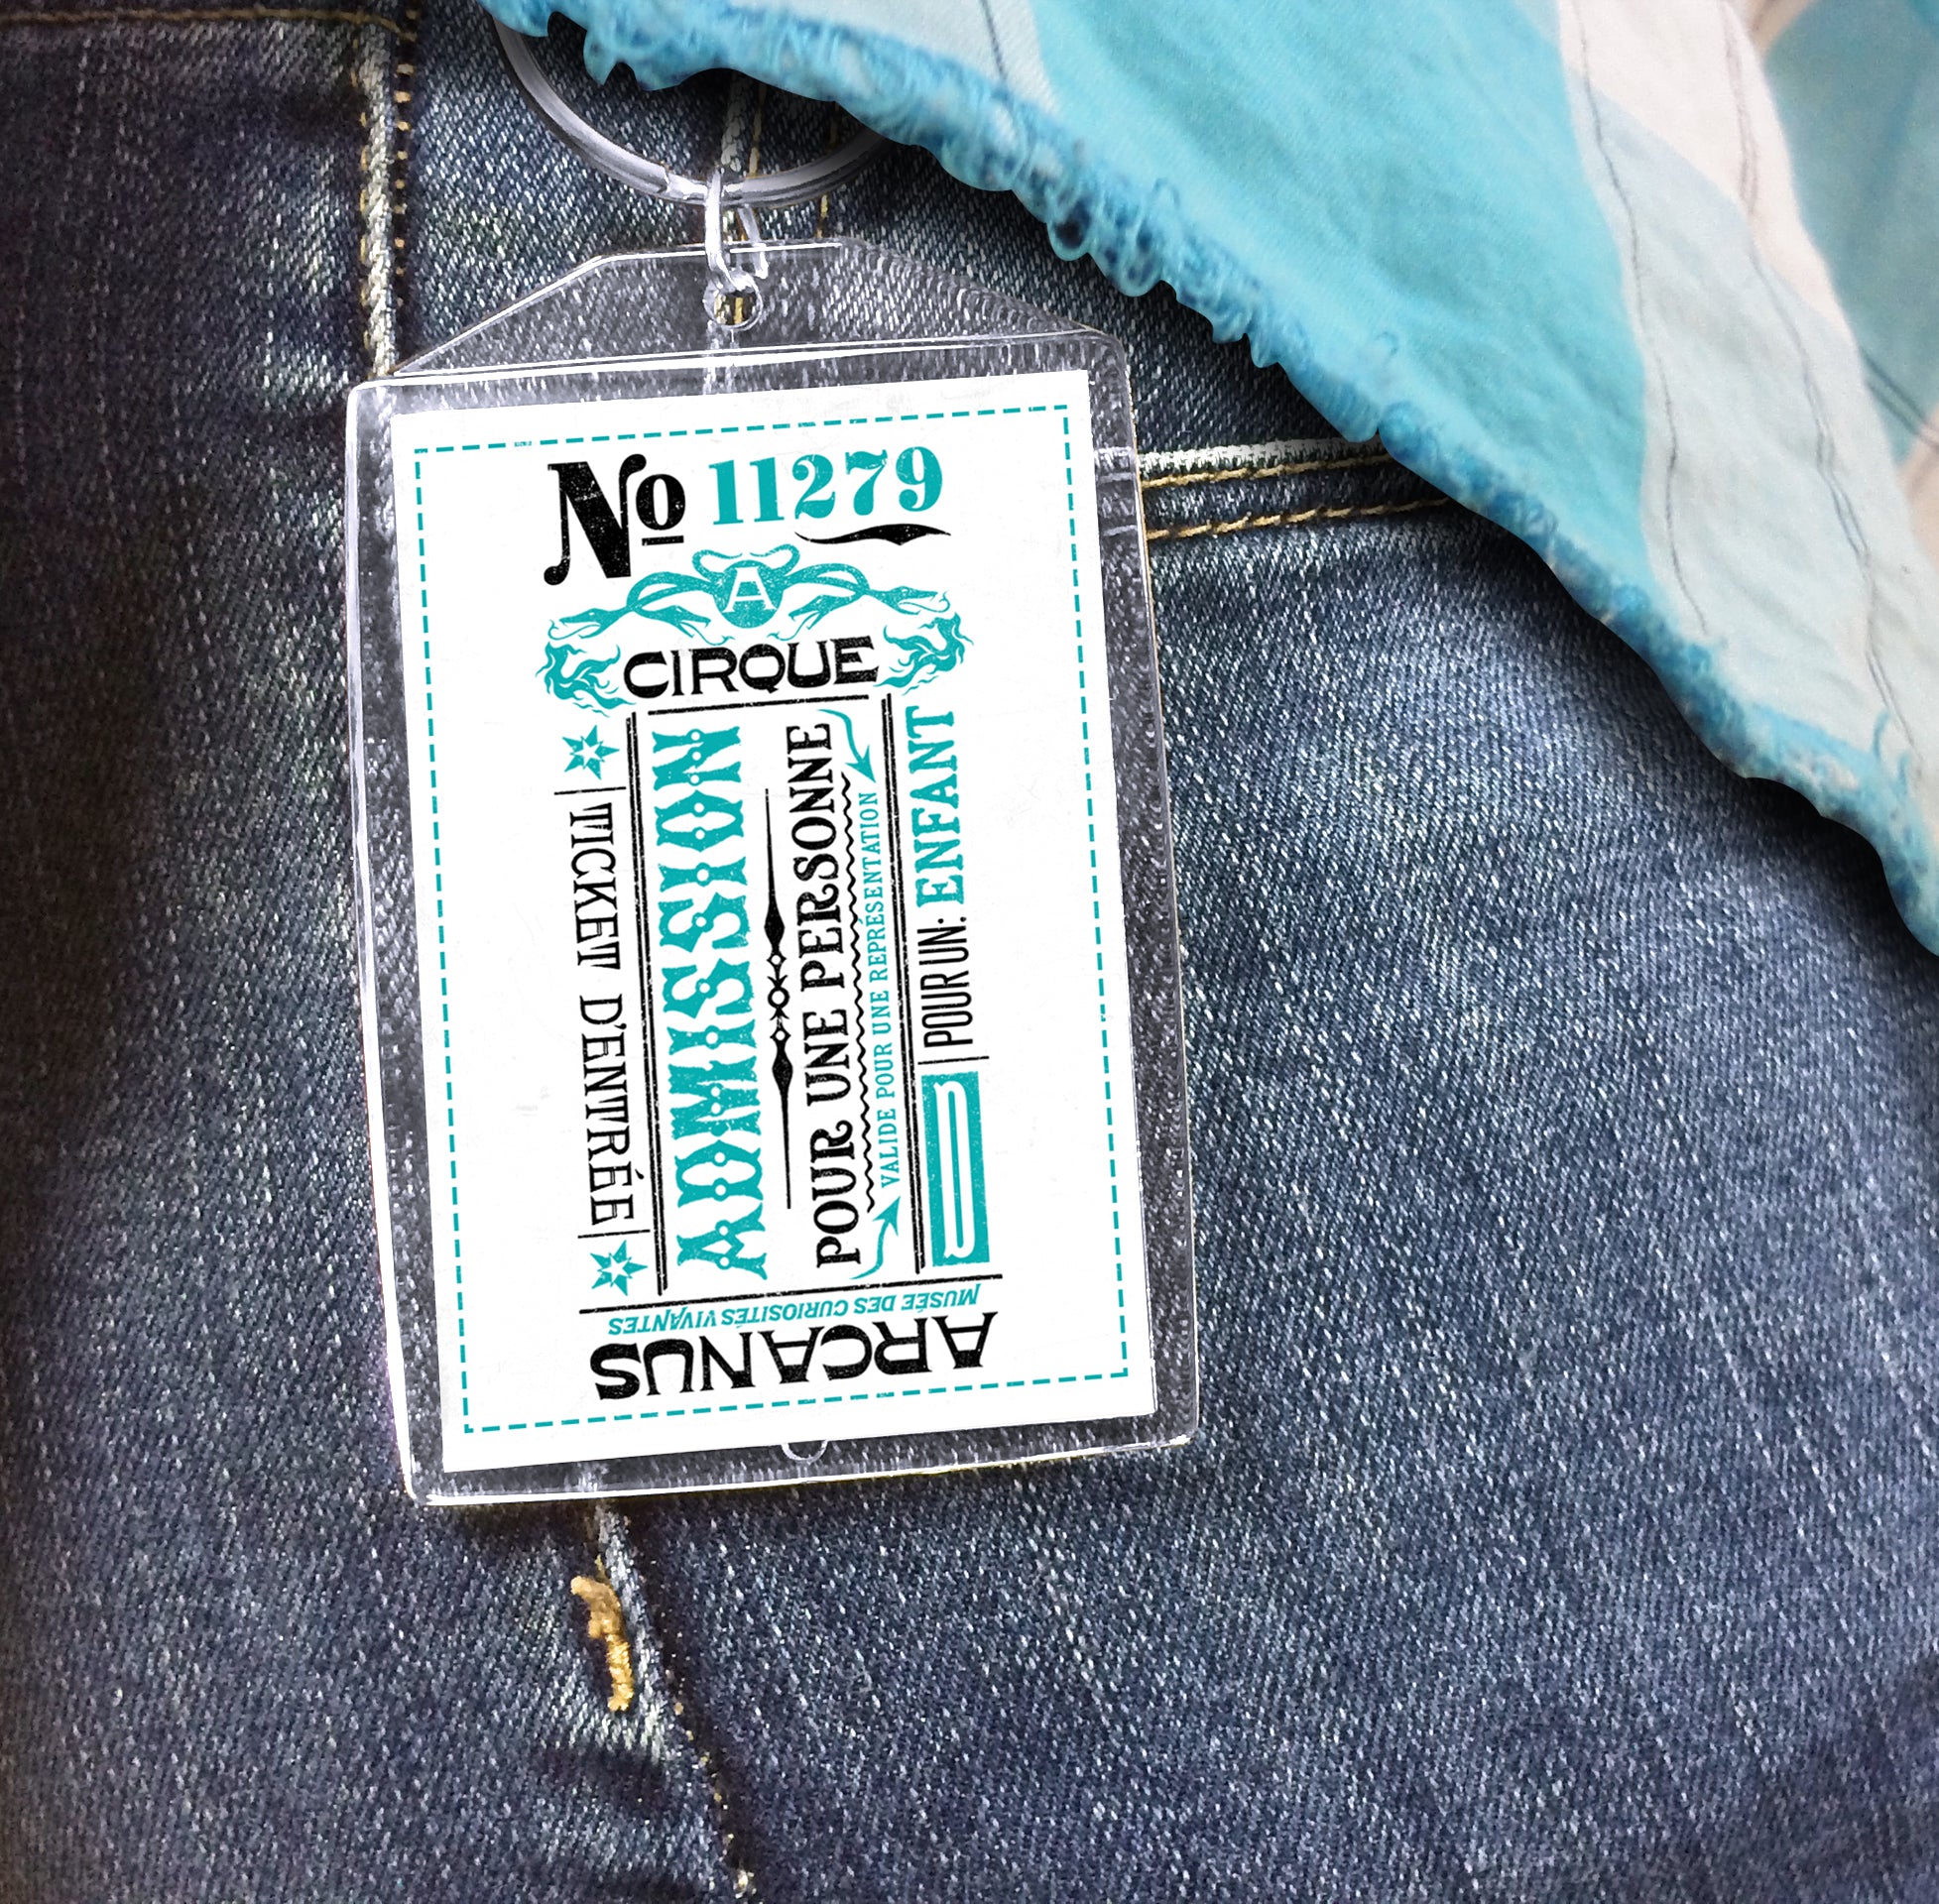 No 11279
A
CIRQUE
TICKET D'ENTRÉE
ADMISSION
POUR UNE PERSONNE
VALIDE POUR UNE REPRÉSENTATION
POUR UN: ENFANT
MUSÉE DES CURIOSITÉS VIVANTES
ARCANUS